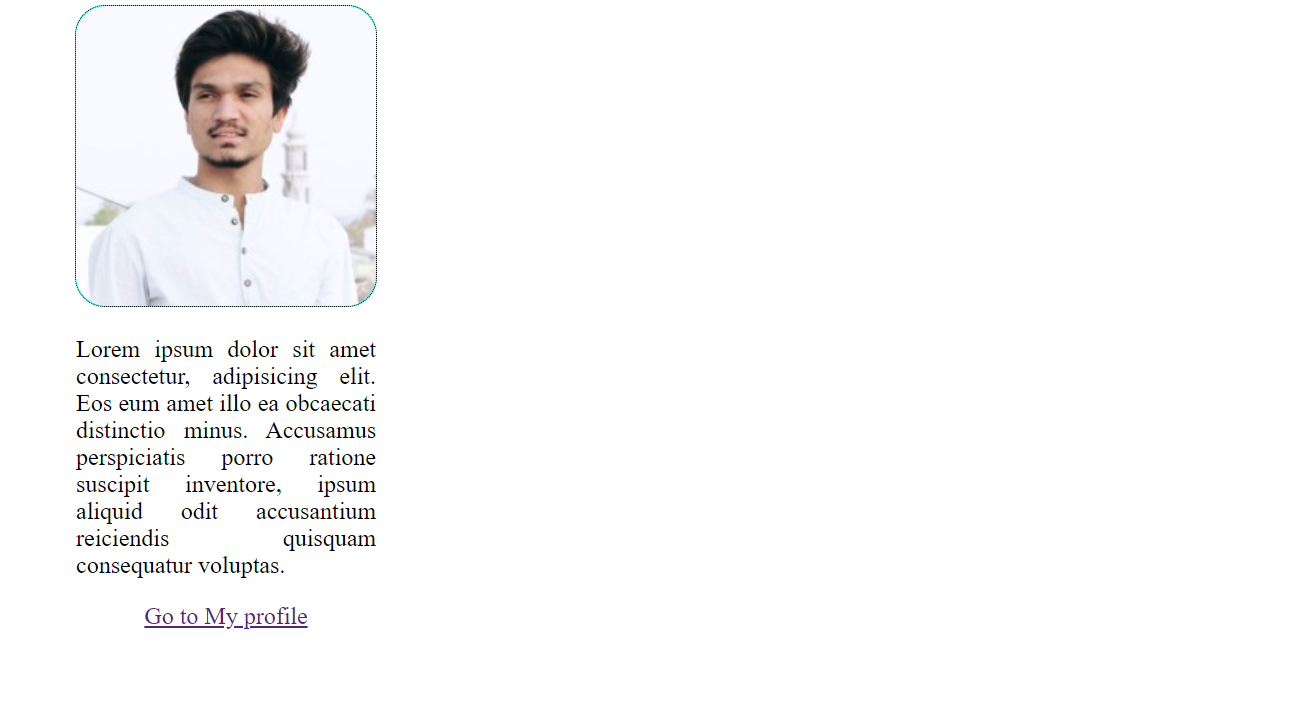 Lorem ipsum dolor sit amet
consectetur, adipisicing elit.
Eos eum amet illo ea obcaecati
distinctio minus. Accusamus
perspiciatis porro ratione
suscipit inventore, ipsum
aliquid odit accusantium
reiciendis quisquam
consequatur voluptas.
Go to My profile